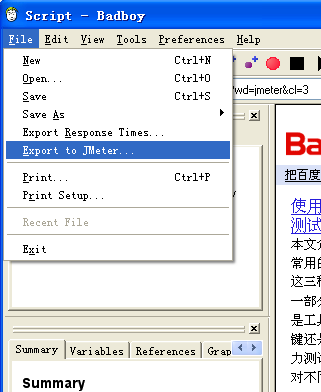 Script - Badboy
File Edit View Tools Preferences Help
New Ctrl+N
Open... Ctrl+O
Save Ctrl+S
Save As
Export Response Times...
Export to JMeter...
Print... Ctrl+P
Print Setup...
Recent File
Exit
?wd=jmeter&cl=3
Ba
把百度
使用
测试
本文介
常用的
这三种
一部分
是工具
键还是
力测试
对不同
Summary Variables References Grap
Summary